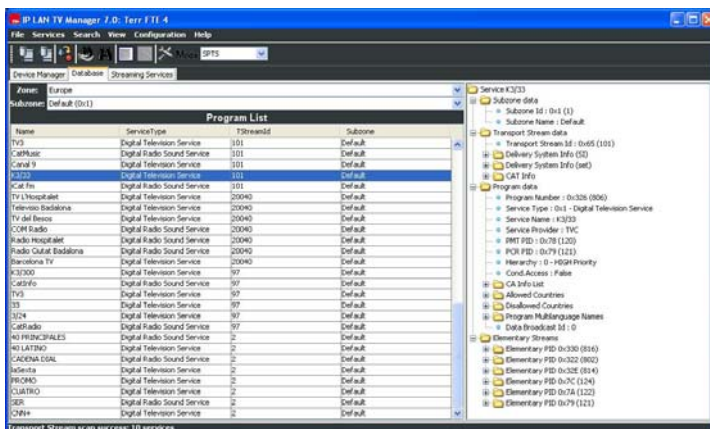 IP LAN TV Manager 7.0: Terr FTE 4
File Services Search View Configuration Help
SPTS
Device Manager Database Streaming Services
Zone: Europe
Subzone: Default (0x1)
Program List
Name ServiceType TStreamId Subzone
TV3 Digital Television Service 101 Default
CatMusic Digital Radio Sound Service 101 Default
Canal 9 Digital Television Service 101 Default
K3/33 Digital Television Service 101 Default
iCat fm Digital Radio Sound Service 101 Default
TV L'Hospitalet Digital Television Service 20040 Default
Televisio Badalona Digital Television Service 20040 Default
TV del Besos Digital Television Service 20040 Default
COM Radio Digital Radio Sound Service 20040 Default
Radio Hospitalet Digital Radio Sound Service 20040 Default
Radio Ciutat Badalona Digital Radio Sound Service 20040 Default
Barcelona TV Digital Television Service 20040 Default
K3/300 Digital Television Service 97 Default
CatInfo Digital Radio Sound Service 97 Default
TV3 Digital Television Service 97 Default
33 Digital Television Service 97 Default
3/24 Digital Television Service 97 Default
CatRadio Digital Radio Sound Service 97 Default
40 PRINCIPALES Digital Radio Sound Service 2 Default
40 LATINO Digital Radio Sound Service 2 Default
CADENA DIAL Digital Radio Sound Service 2 Default
laSexta Digital Television Service 2 Default
PROMO Digital Television Service 2 Default
CUATRO Digital Television Service 2 Default
SER Digital Radio Sound Service 2 Default
CNN+ Digital Television Service 2 Default
Service K3/33
Subzone data
Subzone Id : 0x1 (1)
Subzone Name : Default
Transport Stream data
Transport Stream Id : 0x65 (101)
Delivery System Info (SI)
Delivery System Info (set)
CAT Info
Program data
Program Number : 0x326 (806)
Service Type : 0x1 - Digital Television Service
Service Name : K3/33
Service Provider : TVC
PMT PID : 0x78 (120)
PCR PID : 0x79 (121)
Hierarchy : 0 - HIGH Priority
Cond.Access : False
CA Info List
Allowed Countries
Disallowed Countries
Program Multilanguage Names
Data Broadcast Id : 0
Elementary Streams
Elementary PID 0x330 (816)
Elementary PID 0x322 (802)
Elementary PID 0x32E (814)
Elementary PID 0x7C (124)
Elementary PID 0x7A (122)
Elementary PID 0x79 (121)
Transport Stream scan success: 10 services